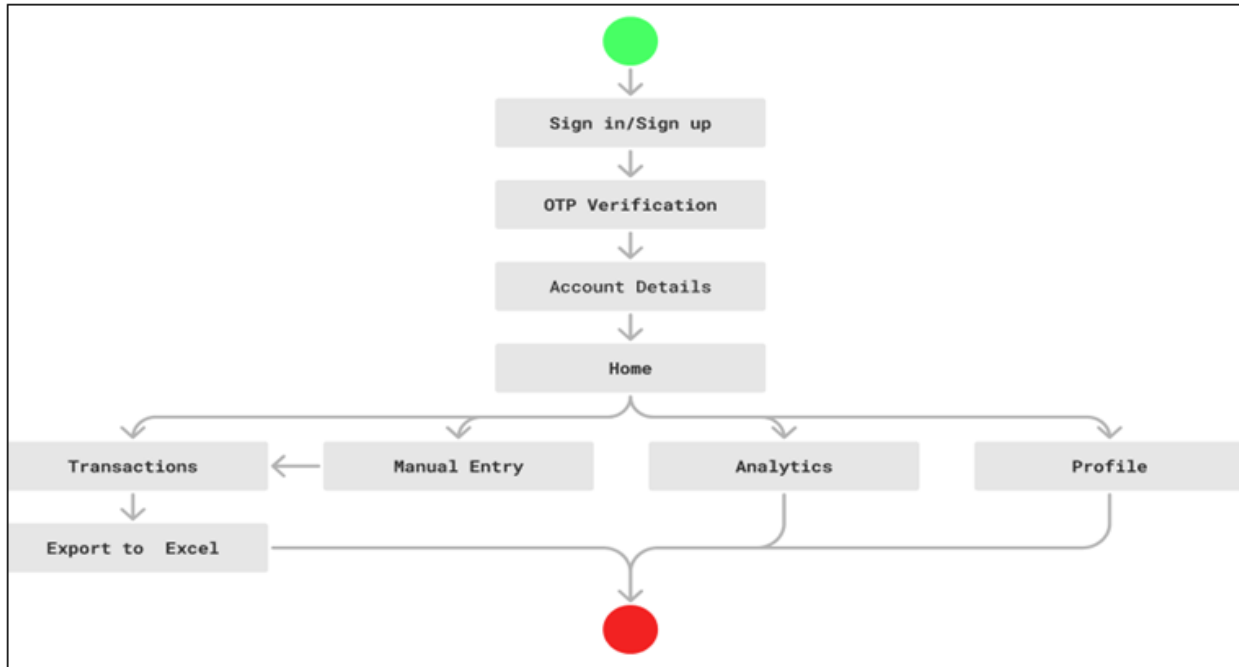 Sign in/Sign up
OTP Verification
Account Details
Home
Transactions
Manual Entry
Analytics
Profile
Export to Excel